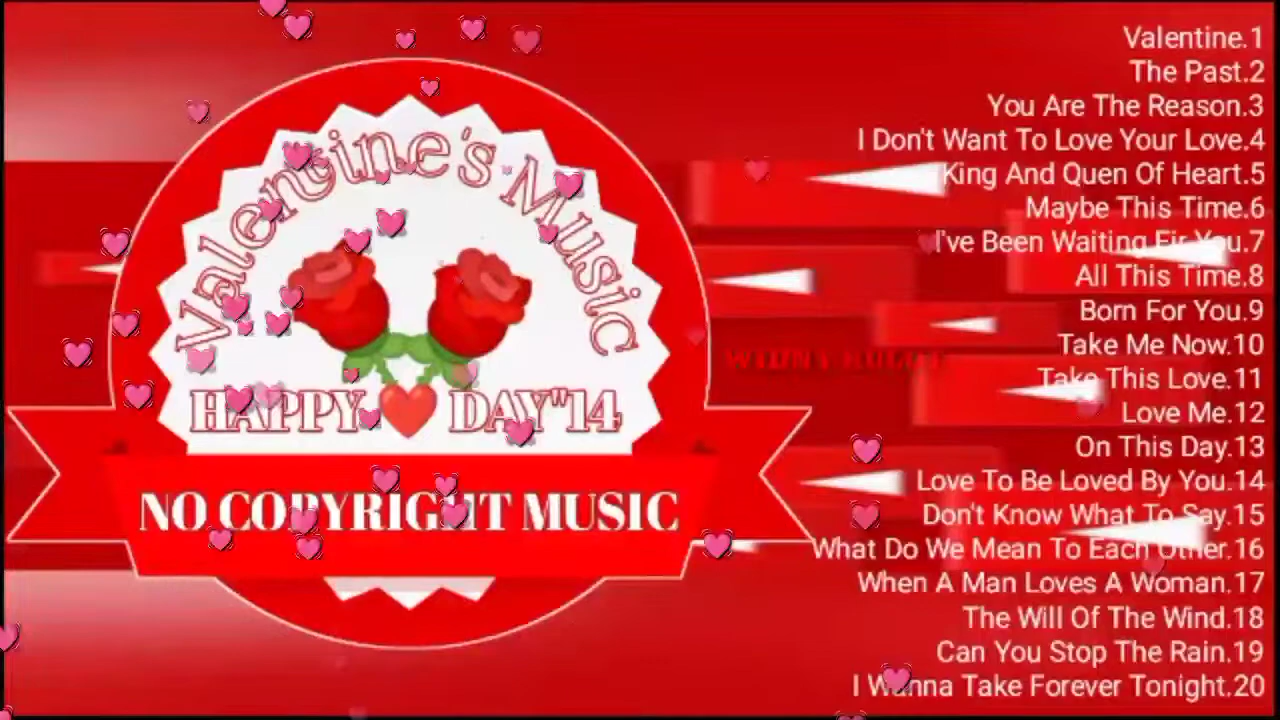 Valentine's Music
HAPPY DAY"14
NO COPYRIGHT MUSIC
Valentine.1
The Past.2
You Are The Reason.3
I Don't Want To Love Your Love.4
King And Quen Of Heart.5
Maybe This Time.6
I've Been Waiting Fir You.7
All This Time.8
Born For You.9
Take Me Now.10
Take This Love.11
Love Me.12
On This Day.13
Love To Be Loved By You.14
Don't Know What To Say.15
What Do We Mean To Each Other.16
When A Man Loves A Woman.17
The Will Of The Wind.18
Can You Stop The Rain.19
I Wanna Take Forever Tonight.20